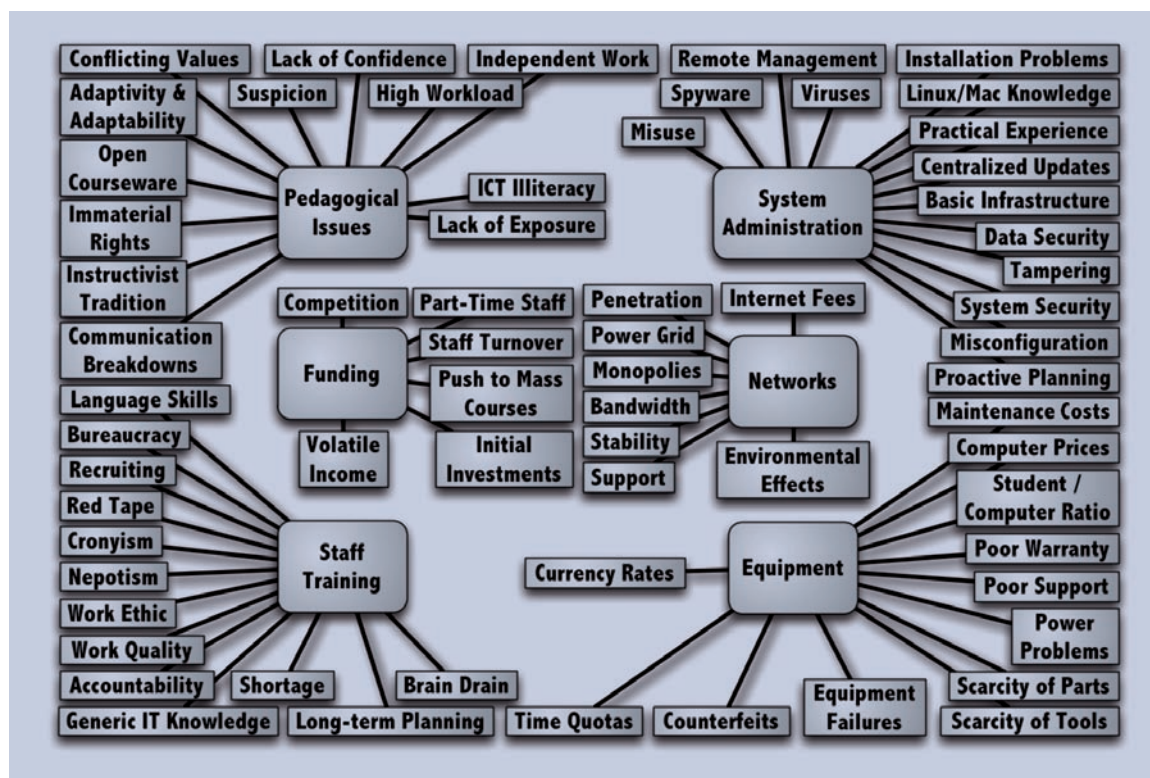 Conflicting Values
Lack of Confidence
Independent Work
Remote Management
Installation Problems
Adaptivity &
Adaptability
Suspicion
High Workload
Spyware
Viruses
Linux/Mac Knowledge
Misuse
Practical Experience
Open
Courseware
Pedagogical
Issues
ICT Illiteracy
System
Administration
Centralized Updates
Basic Infrastructure
Immaterial
Rights
Lack of Exposure
Data Security
Instructivist
Tradition
Tampering
Competition
Part-Time Staff
Penetration
Internet Fees
System Security
Communication
Breakdowns
Funding
Staff Turnover
Power Grid
Networks
Misconfiguration
Push to Mass
Courses
Monopolies
Proactive Planning
Language Skills
Bandwidth
Maintenance Costs
Bureaucracy
Volatile
Income
Initial
Investments
Stability
Support
Environmental
Effects
Computer Prices
Recruiting
Student /
Computer Ratio
Red Tape
Cronyism
Staff
Training
Currency Rates
Equipment
Poor Warranty
Nepotism
Poor Support
Work Ethic
Power
Problems
Work Quality
Accountability
Shortage
Brain Drain
Equipment
Failures
Scarcity of Parts
Generic IT Knowledge
Long-term Planning
Time Quotas
Counterfeits
Scarcity of Tools